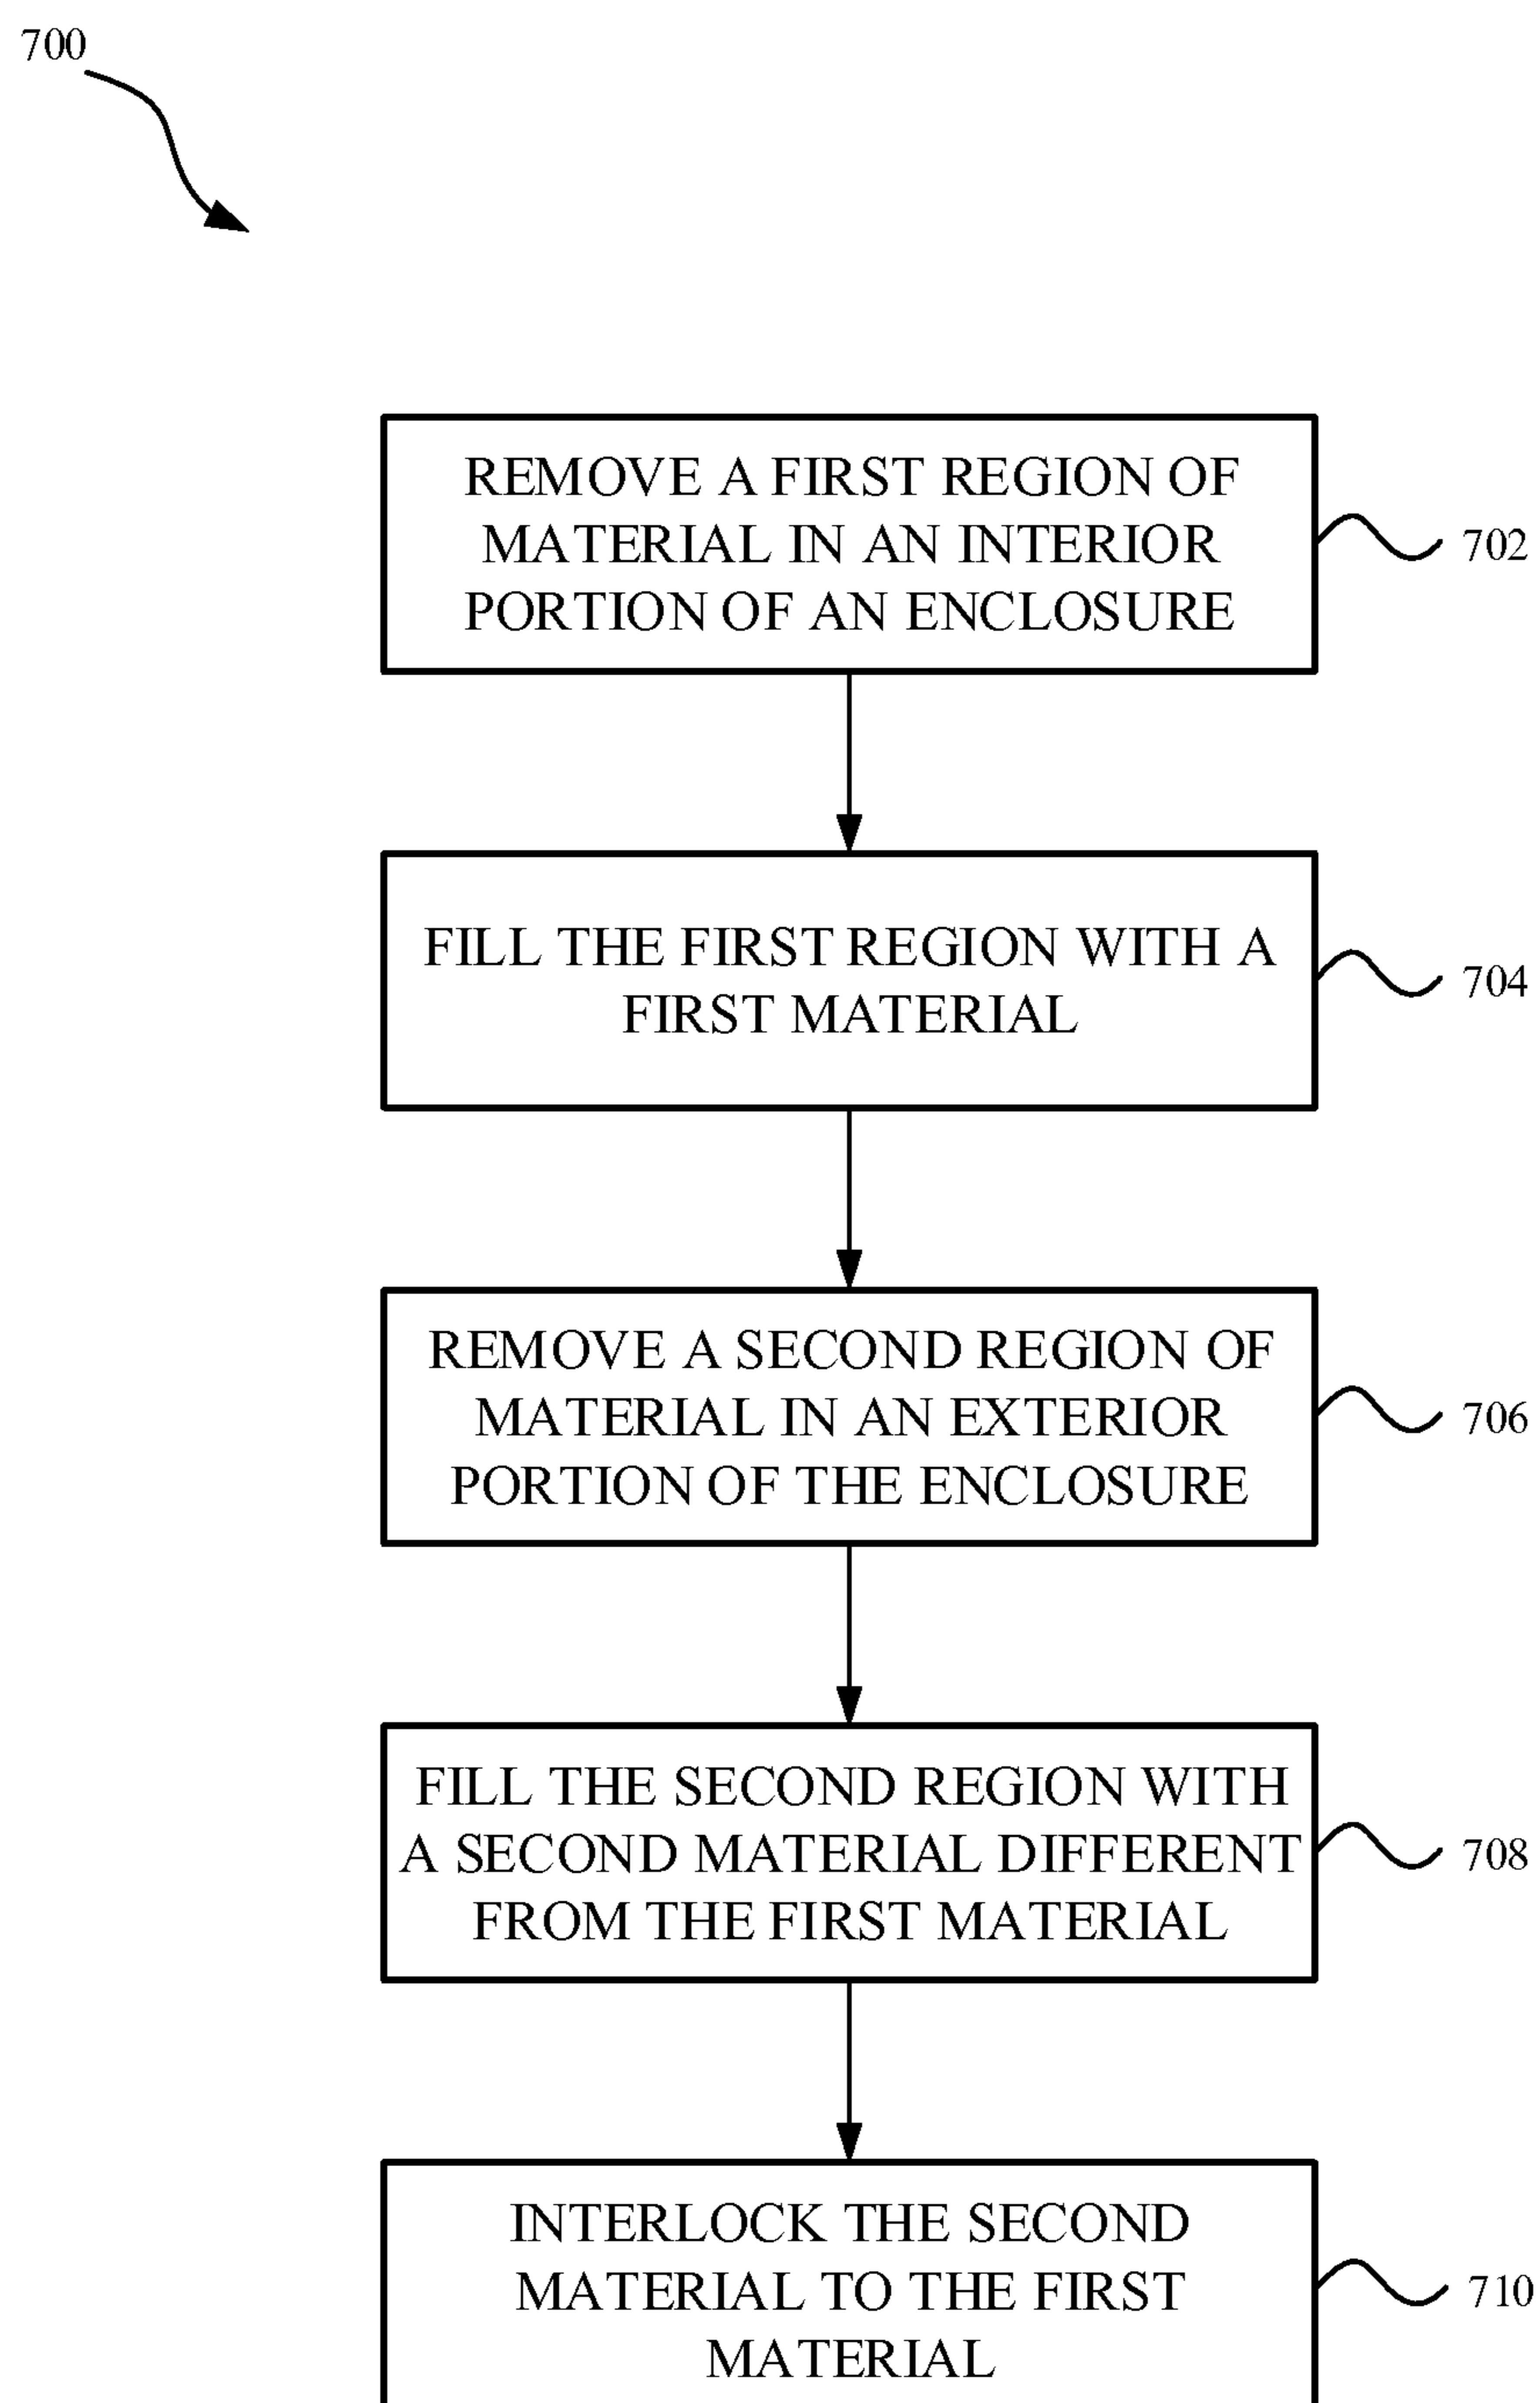 700
REMOVE A FIRST REGION OF
MATERIAL IN AN INTERIOR
PORTION OF AN ENCLOSURE
702
FILL THE FIRST REGION WITH A
FIRST MATERIAL
704
REMOVE A SECOND REGION OF
MATERIAL IN AN EXTERIOR
PORTION OF THE ENCLOSURE
706
FILL THE SECOND REGION WITH
A SECOND MATERIAL DIFFERENT
FROM THE FIRST MATERIAL
708
INTERLOCK THE SECOND
MATERIAL TO THE FIRST
MATERIAL
710